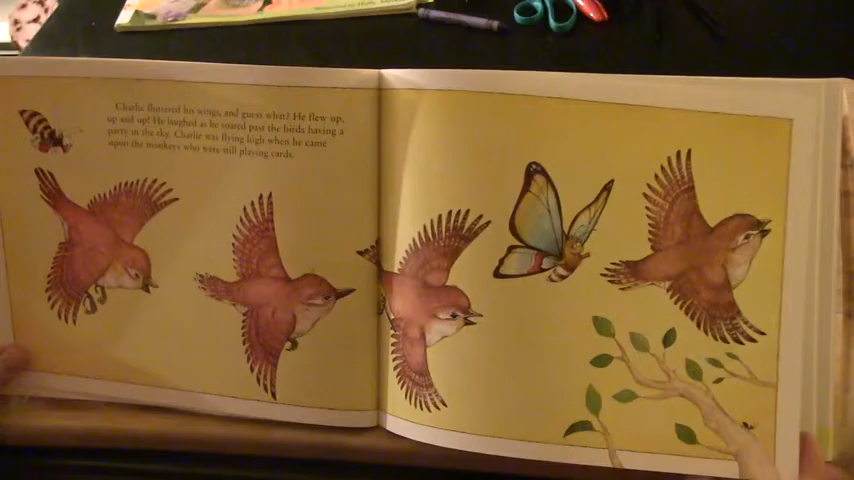 Charlie fluttered his wings, and guess what? He flew up,
up and up! He laughed as he soared past the birds having a
party in the sky. Charlie was flying high when he came
upon the monkeys who were still playing cards.